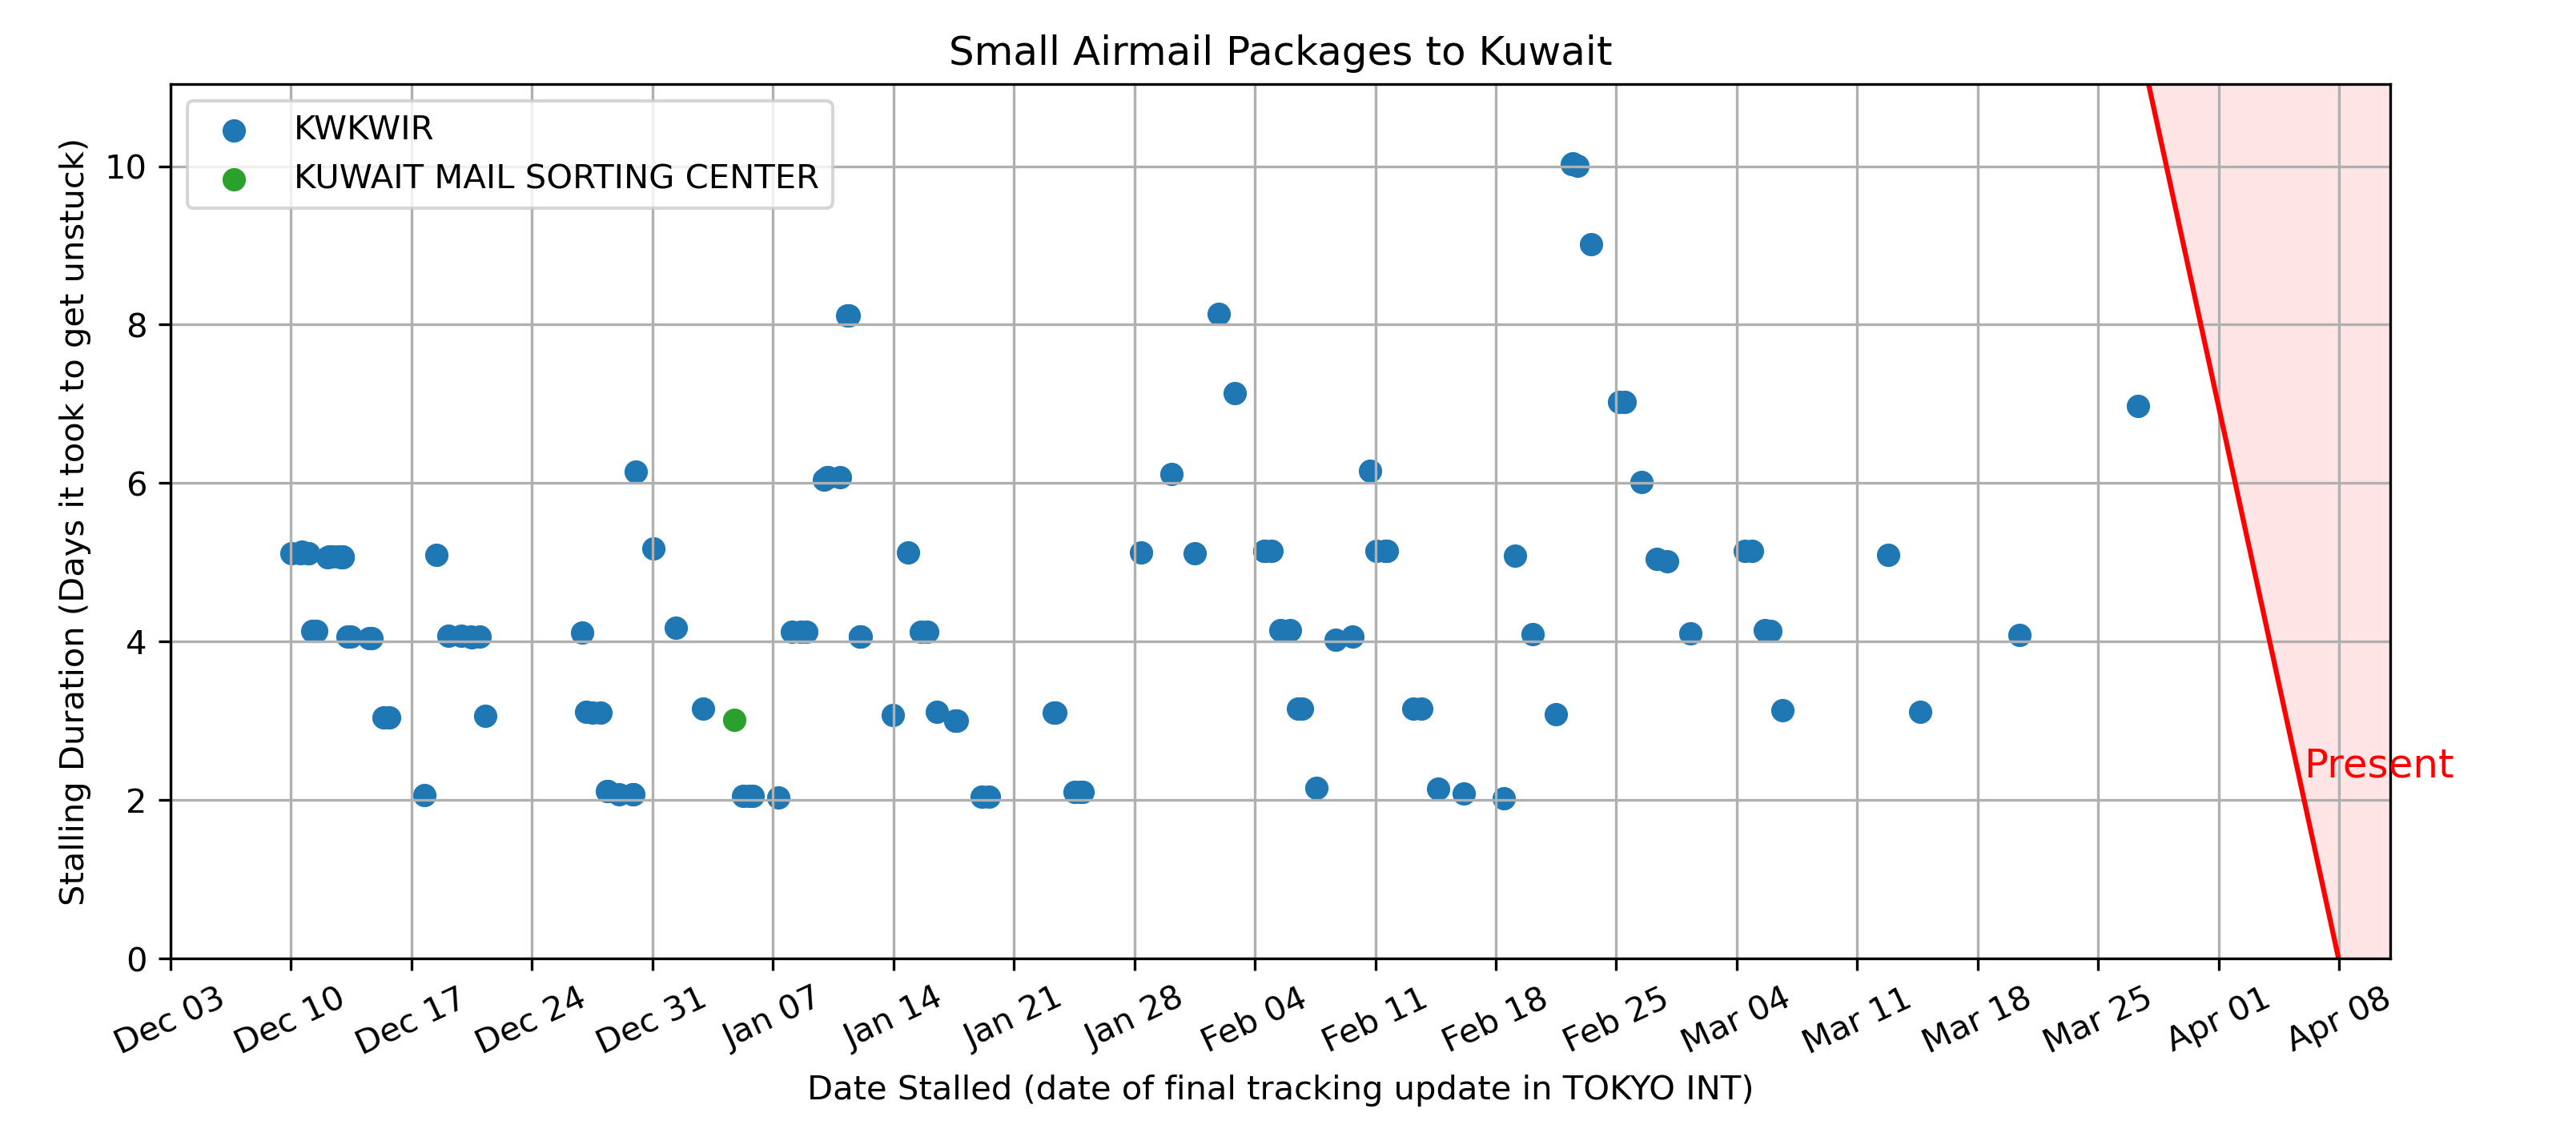 Small Airmail Packages to Kuwait
KWKWIR
KUWAIT MAIL SORTING CENTER
Stalling Duration (Days it took to get unstuck)
10
8
6
4
2
0
Present
Dec 03
Dec 10
Dec 17
Dec 24
Dec 31
Jan 07
Jan 14
Jan 21
Jan 28
Feb 04
Feb 11
Feb 18
Feb 25
Mar 04
Mar 11
Mar 18
Mar 25
Apr 01
Apr 08
Date Stalled (date of final tracking update in TOKYO INT)